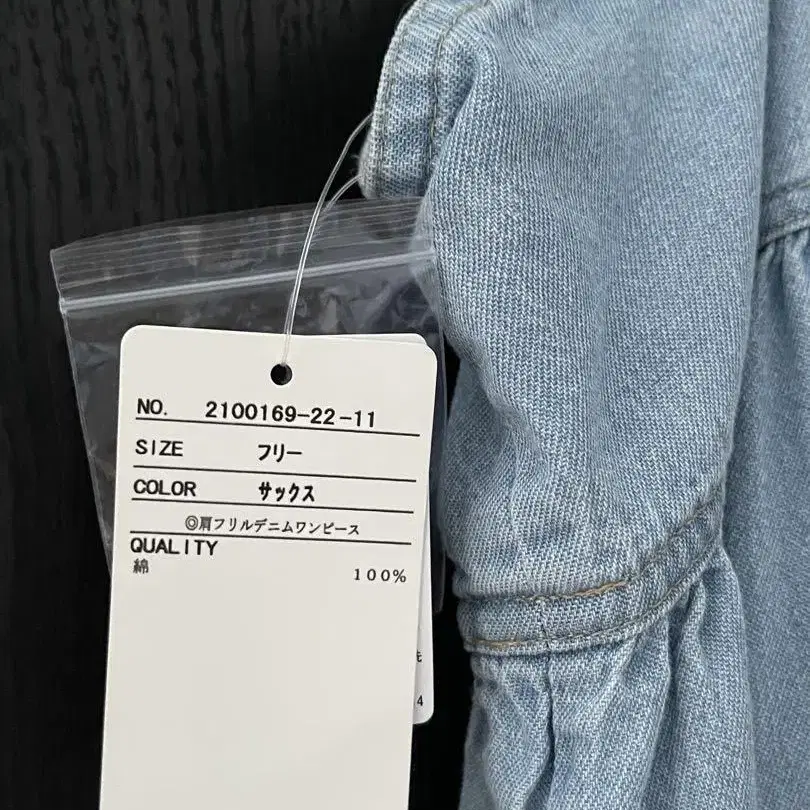 NO. 2100169-22-11
SIZE フリー
COLOR サックス
◎肩フリルデニムワンピース
QUALITY
綿 100%
4